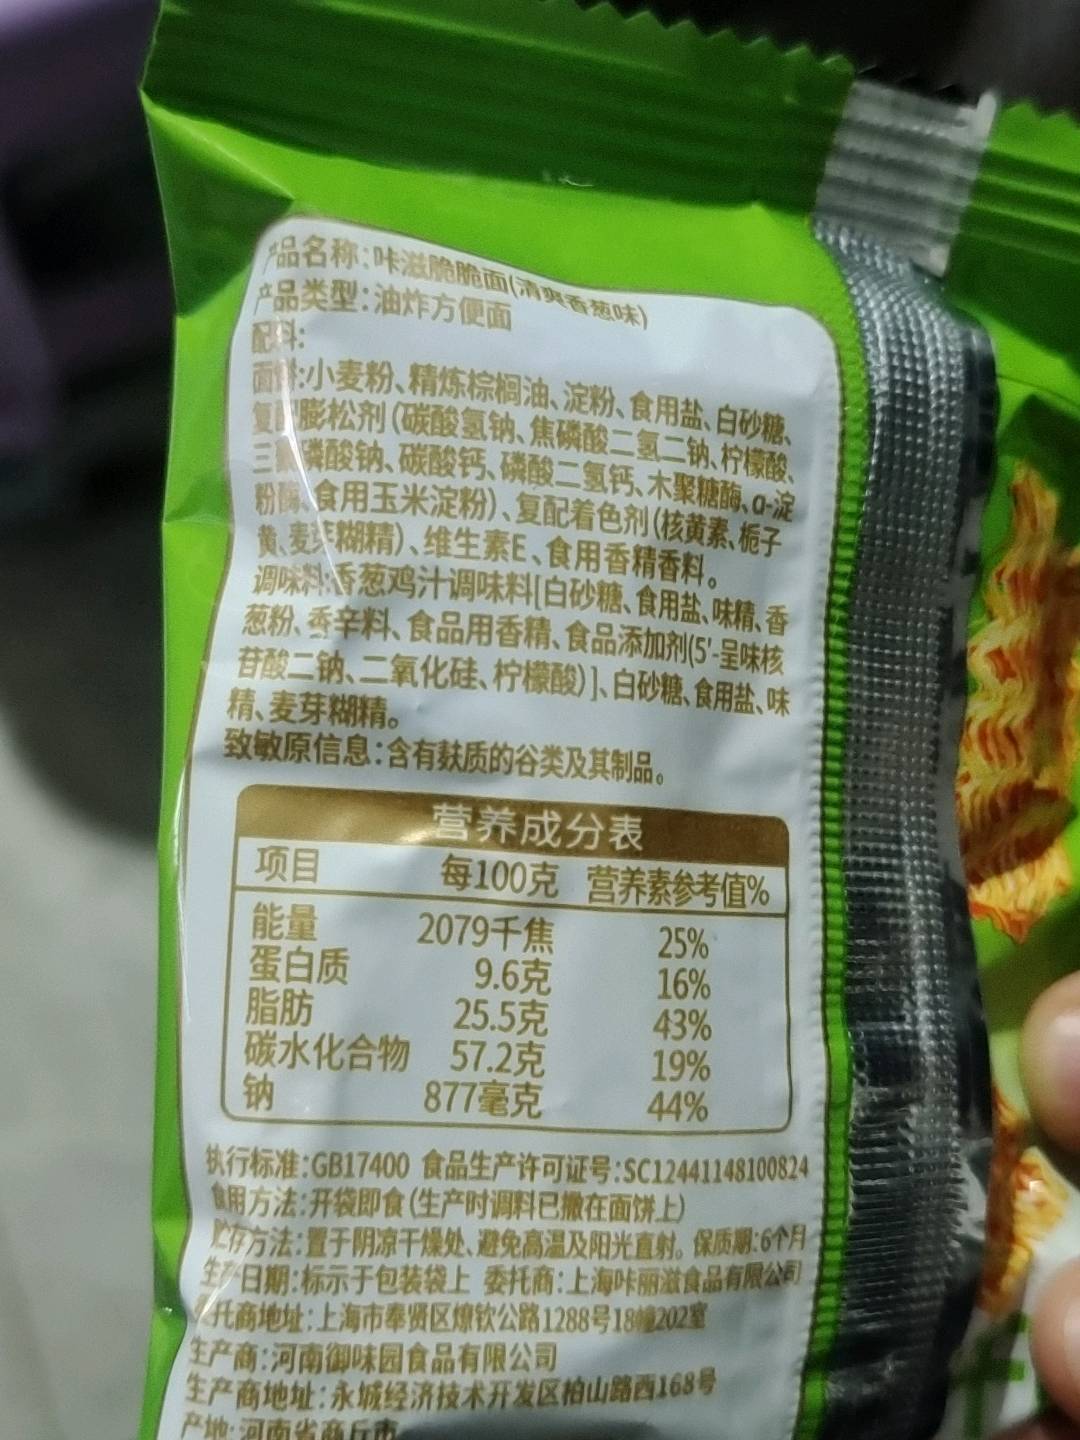 产品名称:咔滋脆脆面(清爽香葱味)
产品类型:油炸方便面
配料:
面饼:小麦粉、精炼棕榈油、淀粉、食用盐、白砂糖、
复配膨松剂(碳酸氢钠、焦磷酸二氢二钠、柠檬酸、
三聚磷酸钠、碳酸钙、磷酸二氢钙、木聚糖酶、α-淀
粉酶、食用玉米淀粉)、复配着色剂(核黄素、栀子
黄、麦芽糊精)、维生素E、食用香精香料。
调味料:香葱鸡汁调味料[白砂糖、食用盐、味精、香
葱粉、香辛料、食品用香精、食品添加剂(5'-呈味核
苷酸二钠、二氧化硅、柠檬酸)]、白砂糖、食用盐、味
精、麦芽糊精。
致敏原信息:含有麸质的谷类及其制品。
营养成分表
项目 每100克 营养素参考值%
能量 2079千焦 25%
蛋白质 9.6克 16%
脂肪 25.5克 43%
碳水化合物 57.2克 19%
钠 877毫克 44%
执行标准:GB17400 食品生产许可证号:SC12441148100824
食用方法:开袋即食(生产时调料已撒在面饼上)
贮存方法:置于阴凉干燥处、避免高温及阳光直射。保质期:6个月
生产日期:标示于包装袋上 委托商:上海咔丽滋食品有限公司
委托商地址:上海市奉贤区燎钦公路1288号18幢202室
生产商:河南御味园食品有限公司
生产商地址:永城经济技术开发区柏山路西168号
产地:河南省商丘市